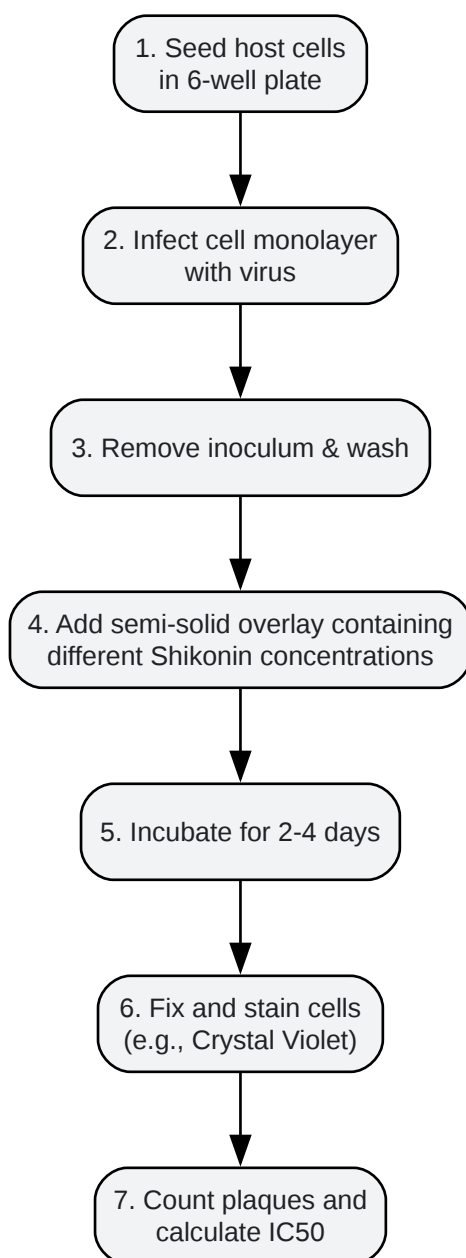 1. Seed host cells
in 6-well plate
2. Infect cell monolayer
with virus
3. Remove inoculum & wash
4. Add semi-solid overlay containing
different Shikonin concentrations
5. Incubate for 2-4 days
6. Fix and stain cells
(e.g., Crystal Violet)
7. Count plaques and
calculate IC50